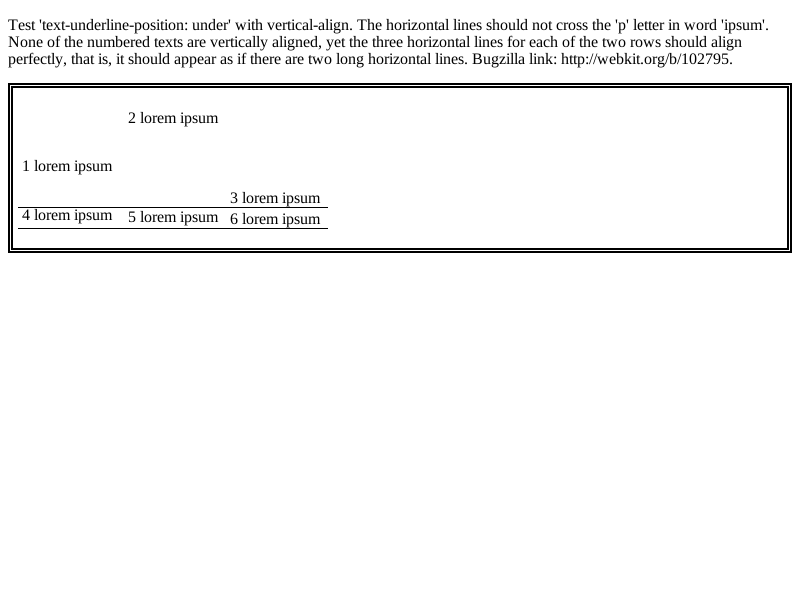 Test 'text-underline-position: under' with vertical-align. The horizontal lines should not cross the 'p' letter in word 'ipsum'.
None of the numbered texts are vertically aligned, yet the three horizontal lines for each of the two rows should align
perfectly, that is, it should appear as if there are two long horizontal lines. Bugzilla link: http://webkit.org/b/102795.
2 lorem ipsum
1 lorem ipsum
3 lorem ipsum
4 lorem ipsum 5 lorem ipsum 6 lorem ipsum